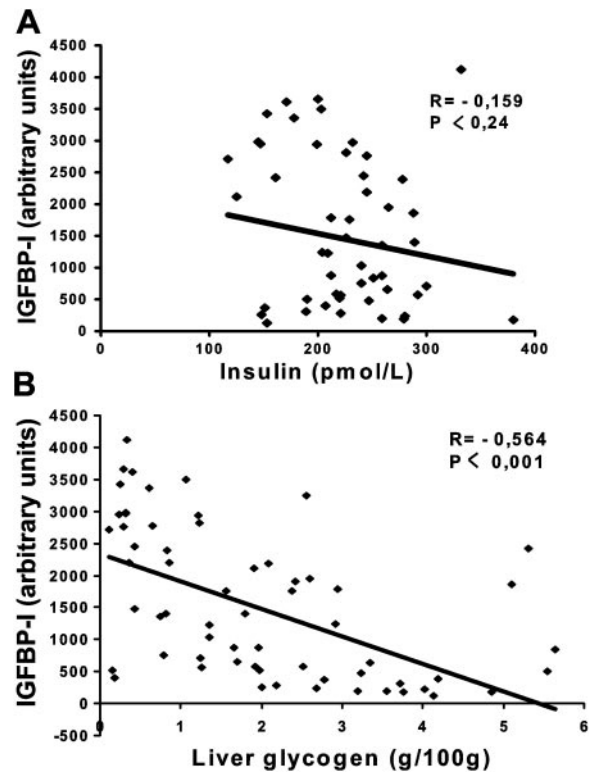 A
4500
4000
3500
3000
2500
2000
1500
1000
500
0
IGFBP-I (arbitrary units)
R= - 0,159
P < 0,24
0 100 200 300 400
Insulin (pmol/L)
B
4500
4000
3500
3000
2500
2000
1500
1000
500
0
-500
IGFBP-I (arbitrary units)
R= - 0,564
P < 0,001
0 1 2 3 4 5 6
Liver glycogen (g/100g)